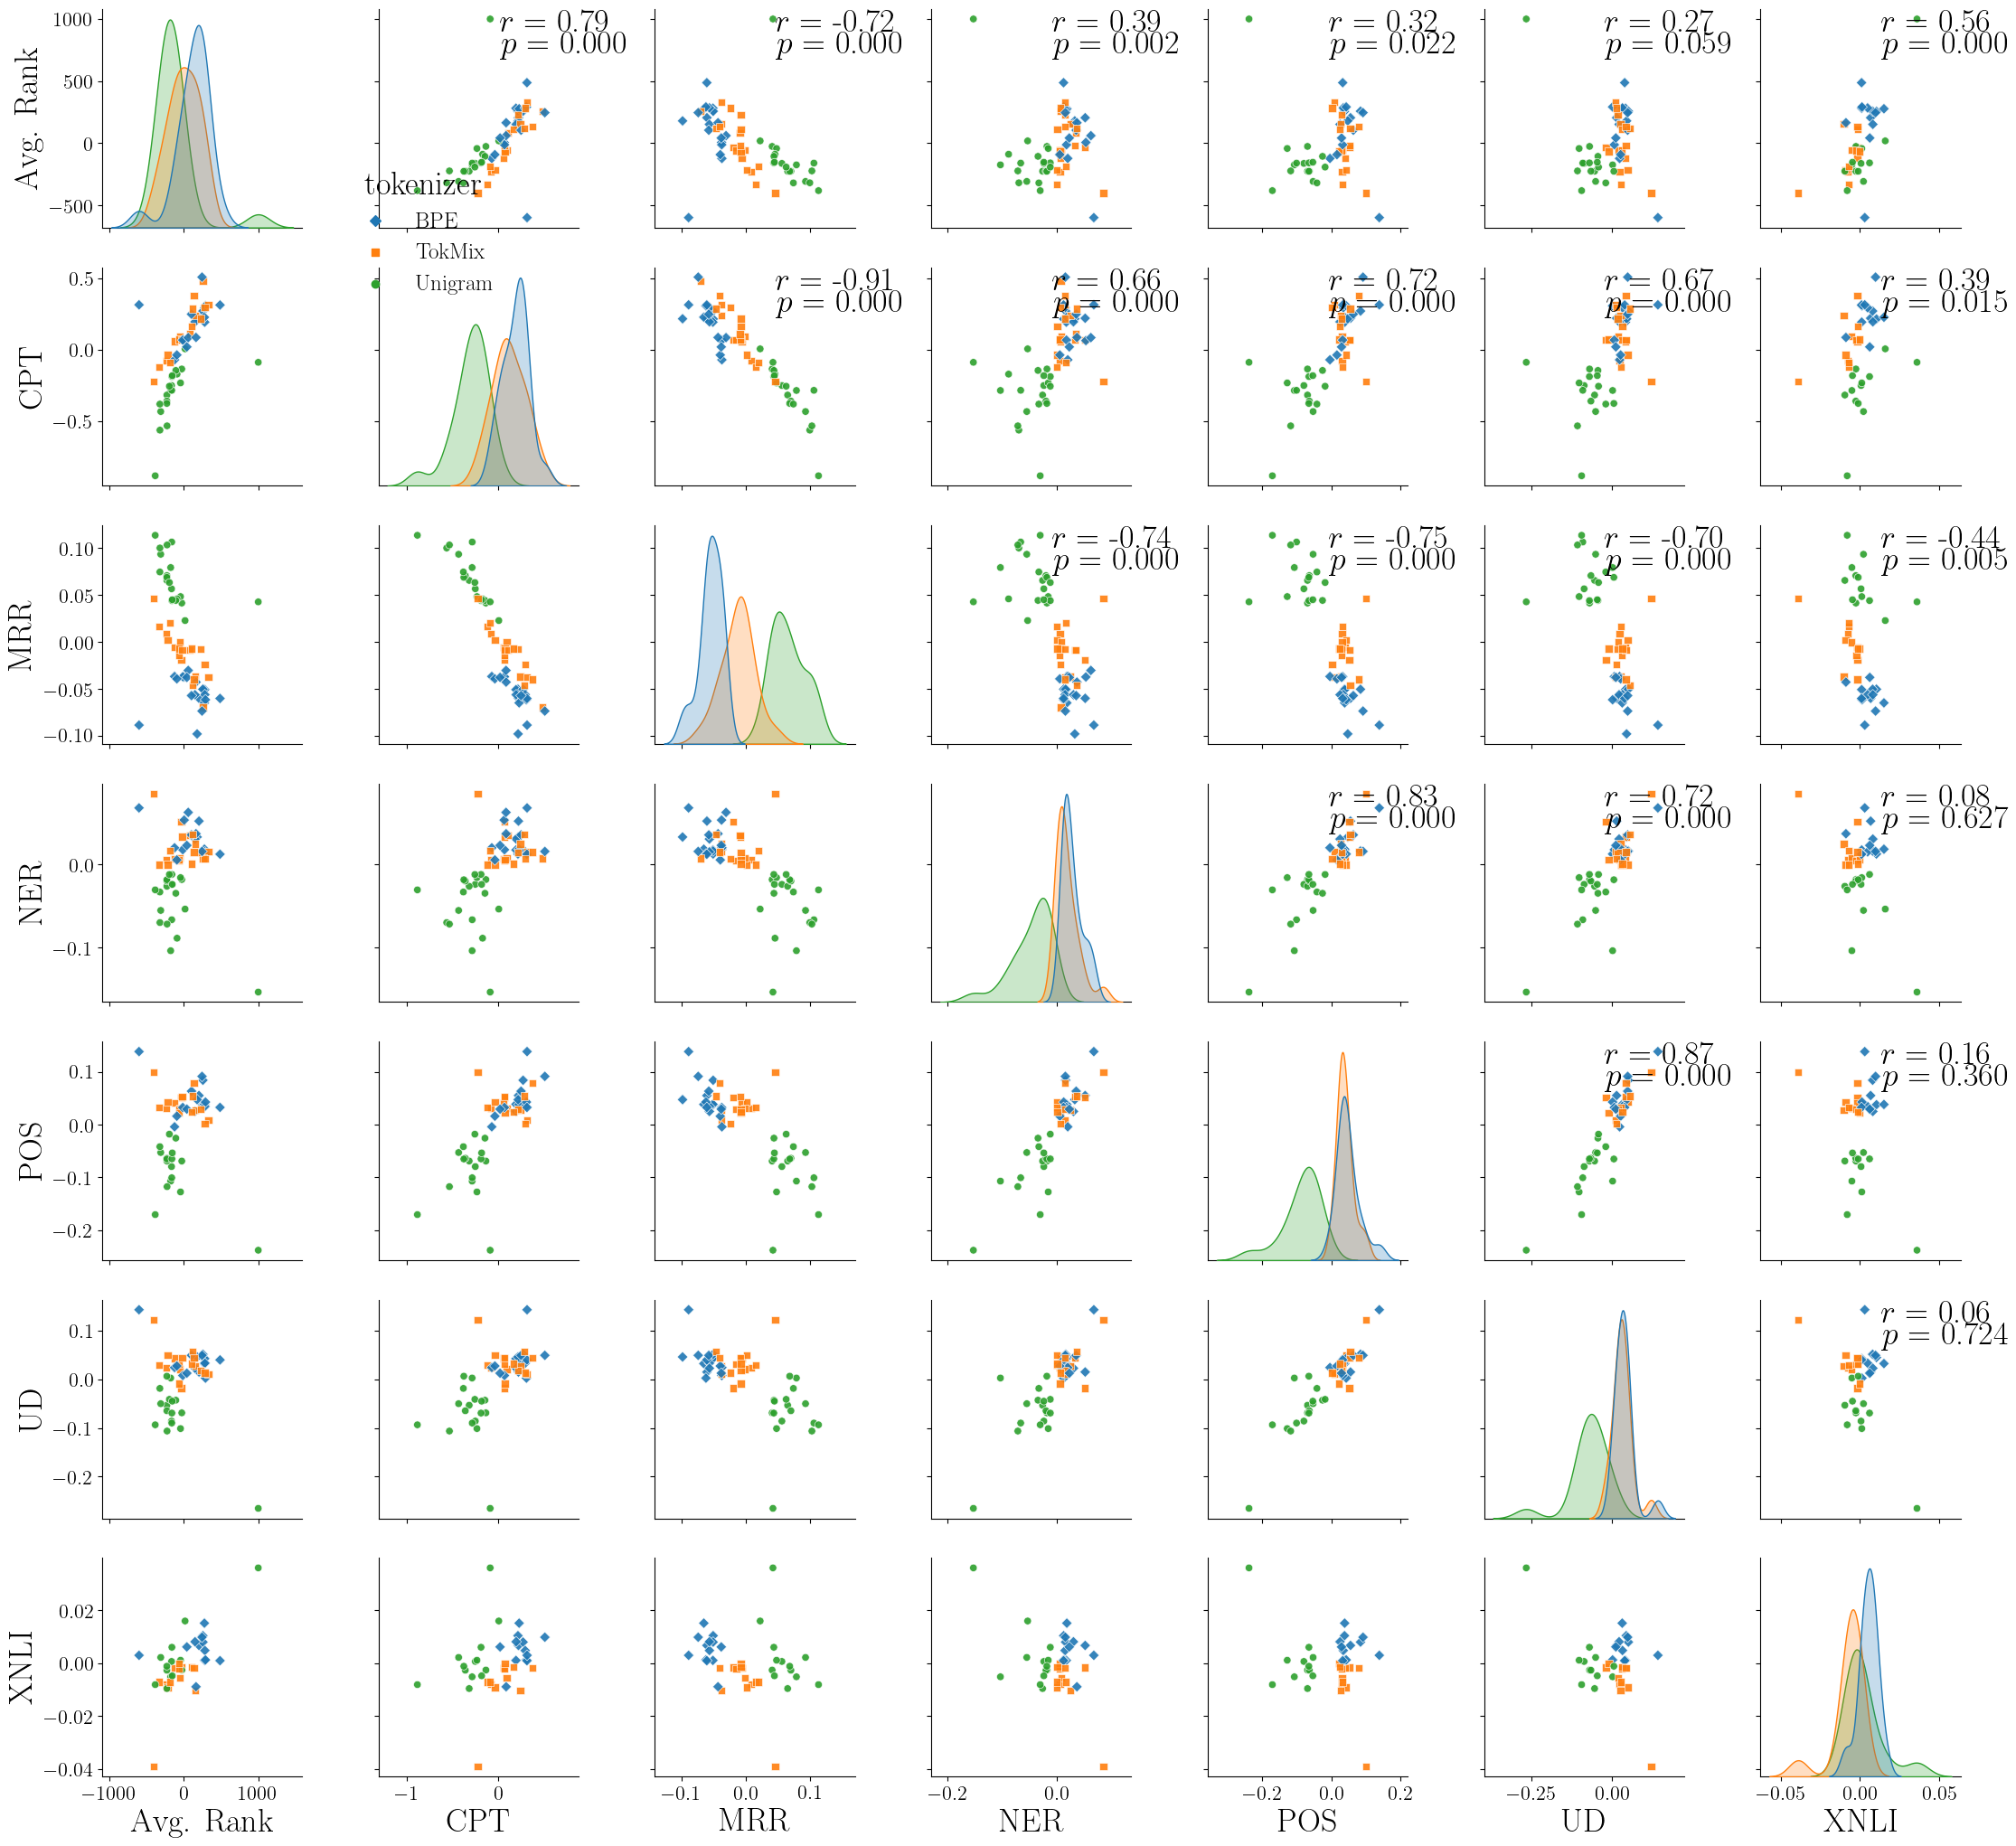 1000
500
0
−500
Avg. Rank
r = 0.79
p = 0.000
r = -0.72
p = 0.000
r = 0.39
p = 0.002
r = 0.32
p = 0.022
r = 0.27
p = 0.059
r = 0.56
p = 0.000
tokenizer
BPE
TokMix
Unigram
0.5
0.0
−0.5
CPT
r = -0.91
p = 0.000
r = 0.66
p = 0.000
r = 0.72
p = 0.000
r = 0.67
p = 0.000
r = 0.39
p = 0.015
0.10
0.05
0.00
−0.05
−0.10
MRR
r = -0.74
p = 0.000
r = -0.75
p = 0.000
r = -0.70
p = 0.000
r = -0.44
p = 0.005
0.0
−0.1
NER
r = 0.83
p = 0.000
r = 0.72
p = 0.000
r = 0.08
p = 0.627
0.1
0.0
−0.1
−0.2
POS
r = 0.87
p = 0.000
r = 0.16
p = 0.360
0.1
0.0
−0.1
−0.2
UD
r = 0.06
p = 0.724
0.02
0.00
−0.02
−0.04
XNLI
−1000 0 1000
−1 0
−0.1 0.0 0.1
−0.2 0.0
−0.2 0.0 0.2
−0.25 0.00
−0.05 0.00 0.05
Avg. Rank CPT MRR NER POS UD XNLI